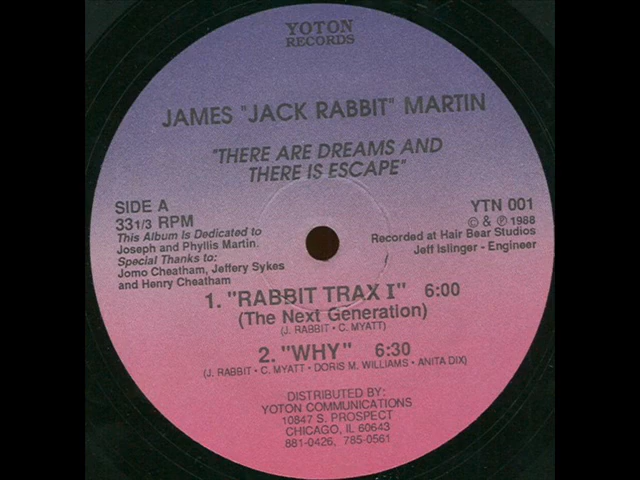 YOTON
RECORDS
JAMES "JACK RABBIT" MARTIN
"THERE ARE DREAMS AND
THERE IS ESCAPE"
SIDE A
33 1/3 RPM
This Album Is Dedicated to
Joseph and Phyllis Martin.
Special Thanks to:
Jomo Cheatham, Jeffery Sykes
and Henry Cheatham
YTN 001
© & ℗ 1988
Recorded at Hair Bear Studios
Jeff Islinger - Engineer
1. "RABBIT TRAX I" 6:00
(The Next Generation)
(J. RABBIT • C. MYATT)
2. "WHY" 6:30
(J. RABBIT • C. MYATT • DORIS M. WILLIAMS • ANITA DIX)
DISTRIBUTED BY:
YOTON COMMUNICATIONS
10847 S. PROSPECT
CHICAGO, IL 60643
881-0426, 785-0561